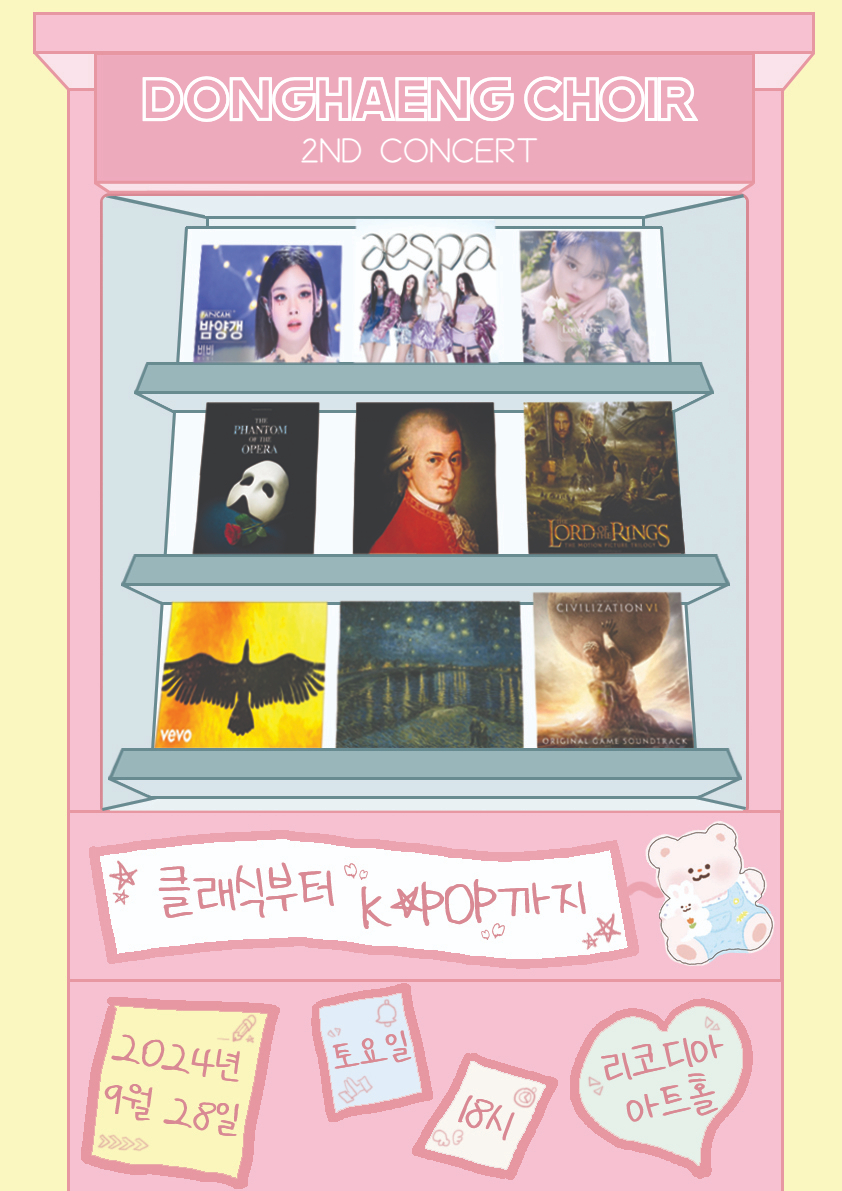 DONGHAENG CHOIR
2ND CONCERT
FANCAM
밤양갱
비비
aespa
THE
PHANTOM
OF THE
OPERA
LORD OF THE RINGS
THE MOTION PICTURE TRILOGY
vevo
CIVILIZATION VI
ORIGINAL GAME SOUNDTRACK
클래식부터 K☆POP까지
2024년
9월 28일
토요일
18시
리코디아
아트홀